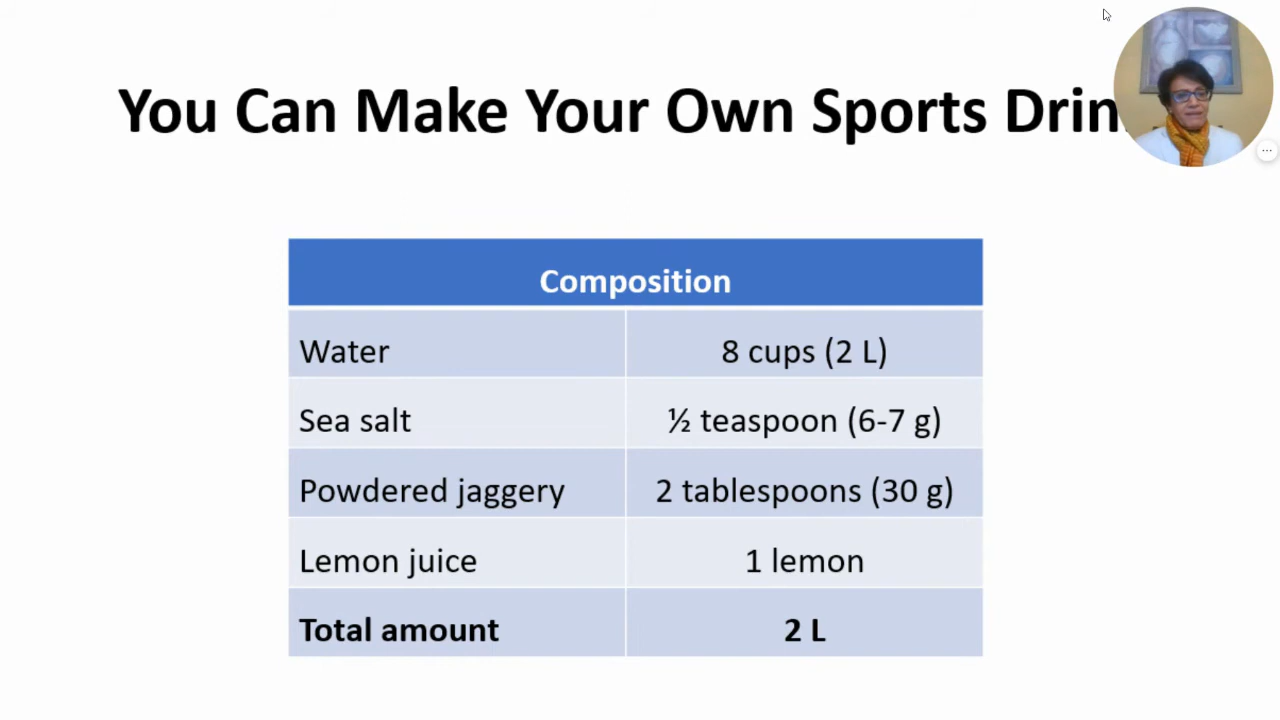 You Can Make Your Own Sports
Composition
Water 8 cups (2 L)
Sea salt ½ teaspoon (6-7 g)
Powdered jaggery 2 tablespoons (30 g)
Lemon juice 1 lemon
Total amount 2 L